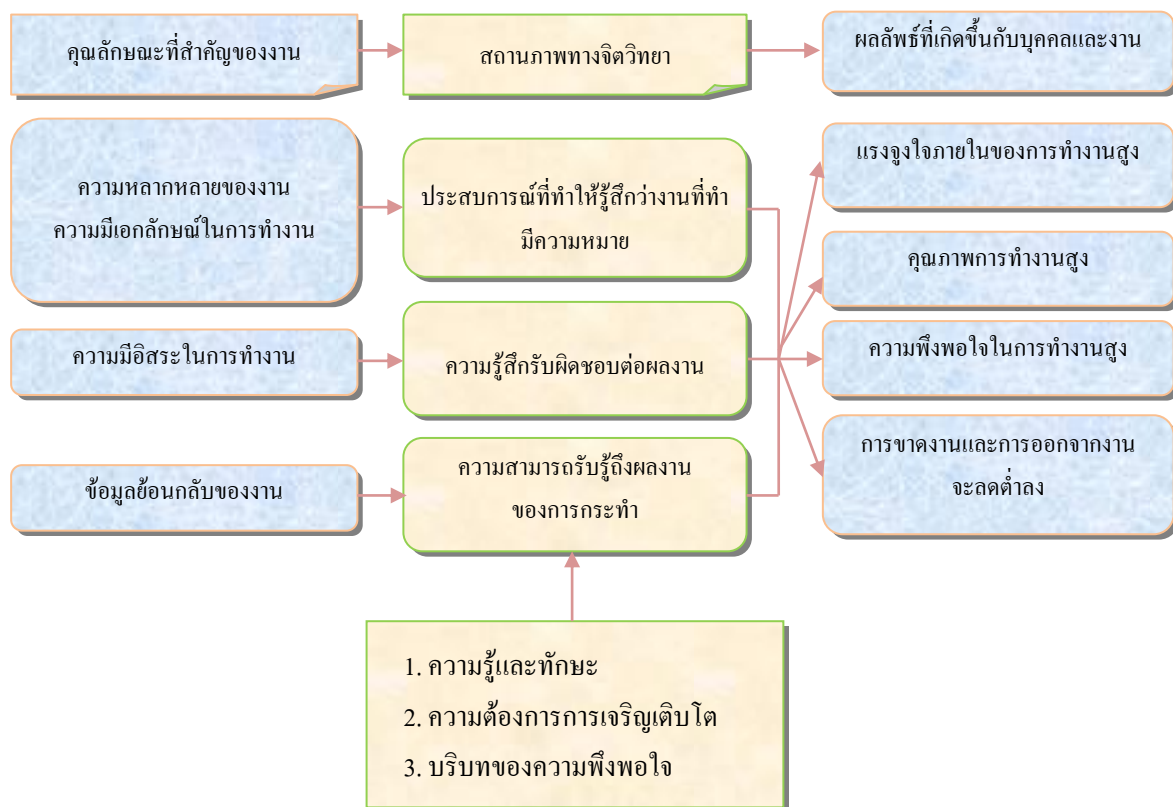 คุณลักษณะที่สำคัญของงาน
สถานภาพทางจิตวิทยา
ผลลัพธ์ที่เกิดขึ้นกับบุคคลและงาน
ความหลากหลายของงาน
ความมีเอกลักษณ์ในการทำงาน
ประสบการณ์ที่ทำให้รู้สึกว่างานที่ทำ
มีความหมาย
แรงจูงใจภายในของการทำงานสูง
คุณภาพการทำงานสูง
ความมีอิสระในการทำงาน
ความรู้สึกรับผิดชอบต่อผลงาน
ความพึงพอใจในการทำงานสูง
ข้อมูลย้อนกลับของงาน
ความสามารถรับรู้ถึงผลงาน
ของการกระทำ
การขาดงานและการออกจากงาน
จะลดต่ำลง
1. ความรู้และทักษะ
2. ความต้องการการเจริญเติบโต
3. บริบทของความพึงพอใจ